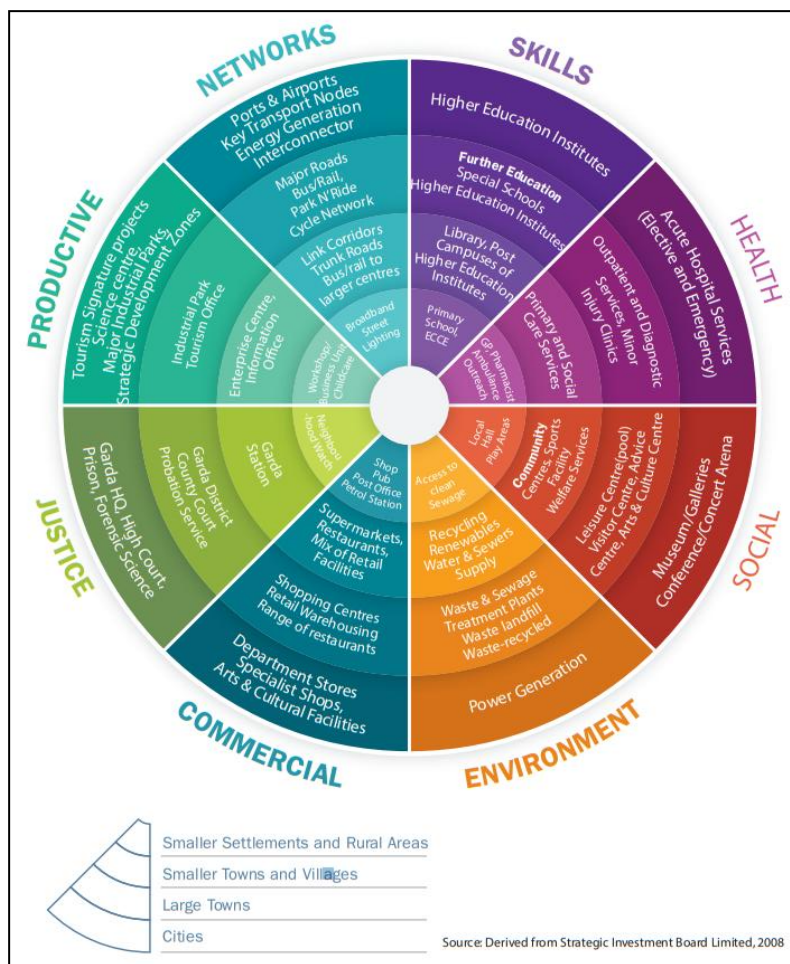 NETWORKS
Ports & Airports
Key Transport Nodes
Energy Generation
Interconnector
Major Roads
Bus/Rail,
Park N'Ride
Cycle Network
Link Corridors
Trunk Roads
Bus/rail to
larger centres
Broadband
Street
Lighting
SKILLS
Higher Education Institutes
Further Education
Special Schools
Higher Education Institutes
Library, Post
Campuses of
Higher Education
Institutes
Primary
School,
ECCE
HEALTH
Acute Hospital Services
(Elective and Emergency)
Outpatient and Diagnostic
Services, Minor
Injury Clinics
Primary and Social
Care Services
GP, Pharmacist
Ambulance
Outreach
SOCIAL
Museum/Galleries
Conference/Concert Arena
Leisure Centre(pool)
Visitor Centre, Advice
Centre, Arts & Culture Centre
Community
Centres, Sports
Facility
Welfare Services
Local
Hall
Play Areas
ENVIRONMENT
Access to
clean
Sewage
Recycling
Renewables
Water & Sewers
Supply
Waste & Sewage
Treatment Plants
Waste landfill
Waste-recycled
Power Generation
COMMERCIAL
Shop
Pub
Post Office
Petrol Station
Supermarkets,
Restaurants,
Mix of Retail
Facilities
Shopping Centres
Retail Warehousing
Range of restaurants
Department Stores
Specialist Shops,
Arts & Cultural Facilities
JUSTICE
Neighbou
-hood Watch
Garda
Station
Garda District
County Court
Probation Service
Garda HQ, High Court,
Prison, Forensic Science
PRODUCTIVE
Tourism Signature projects
Science centre,
Major Industrial Parks,
Strategic Development Zones
Industrial Park
Tourism Office
Enterprise Centre,
Information
Office
Workshop/
Business Unit
Childcare
Smaller Settlements and Rural Areas
Smaller Towns and Villages
Large Towns
Cities
Source: Derived from Strategic Investment Board Limited, 2008